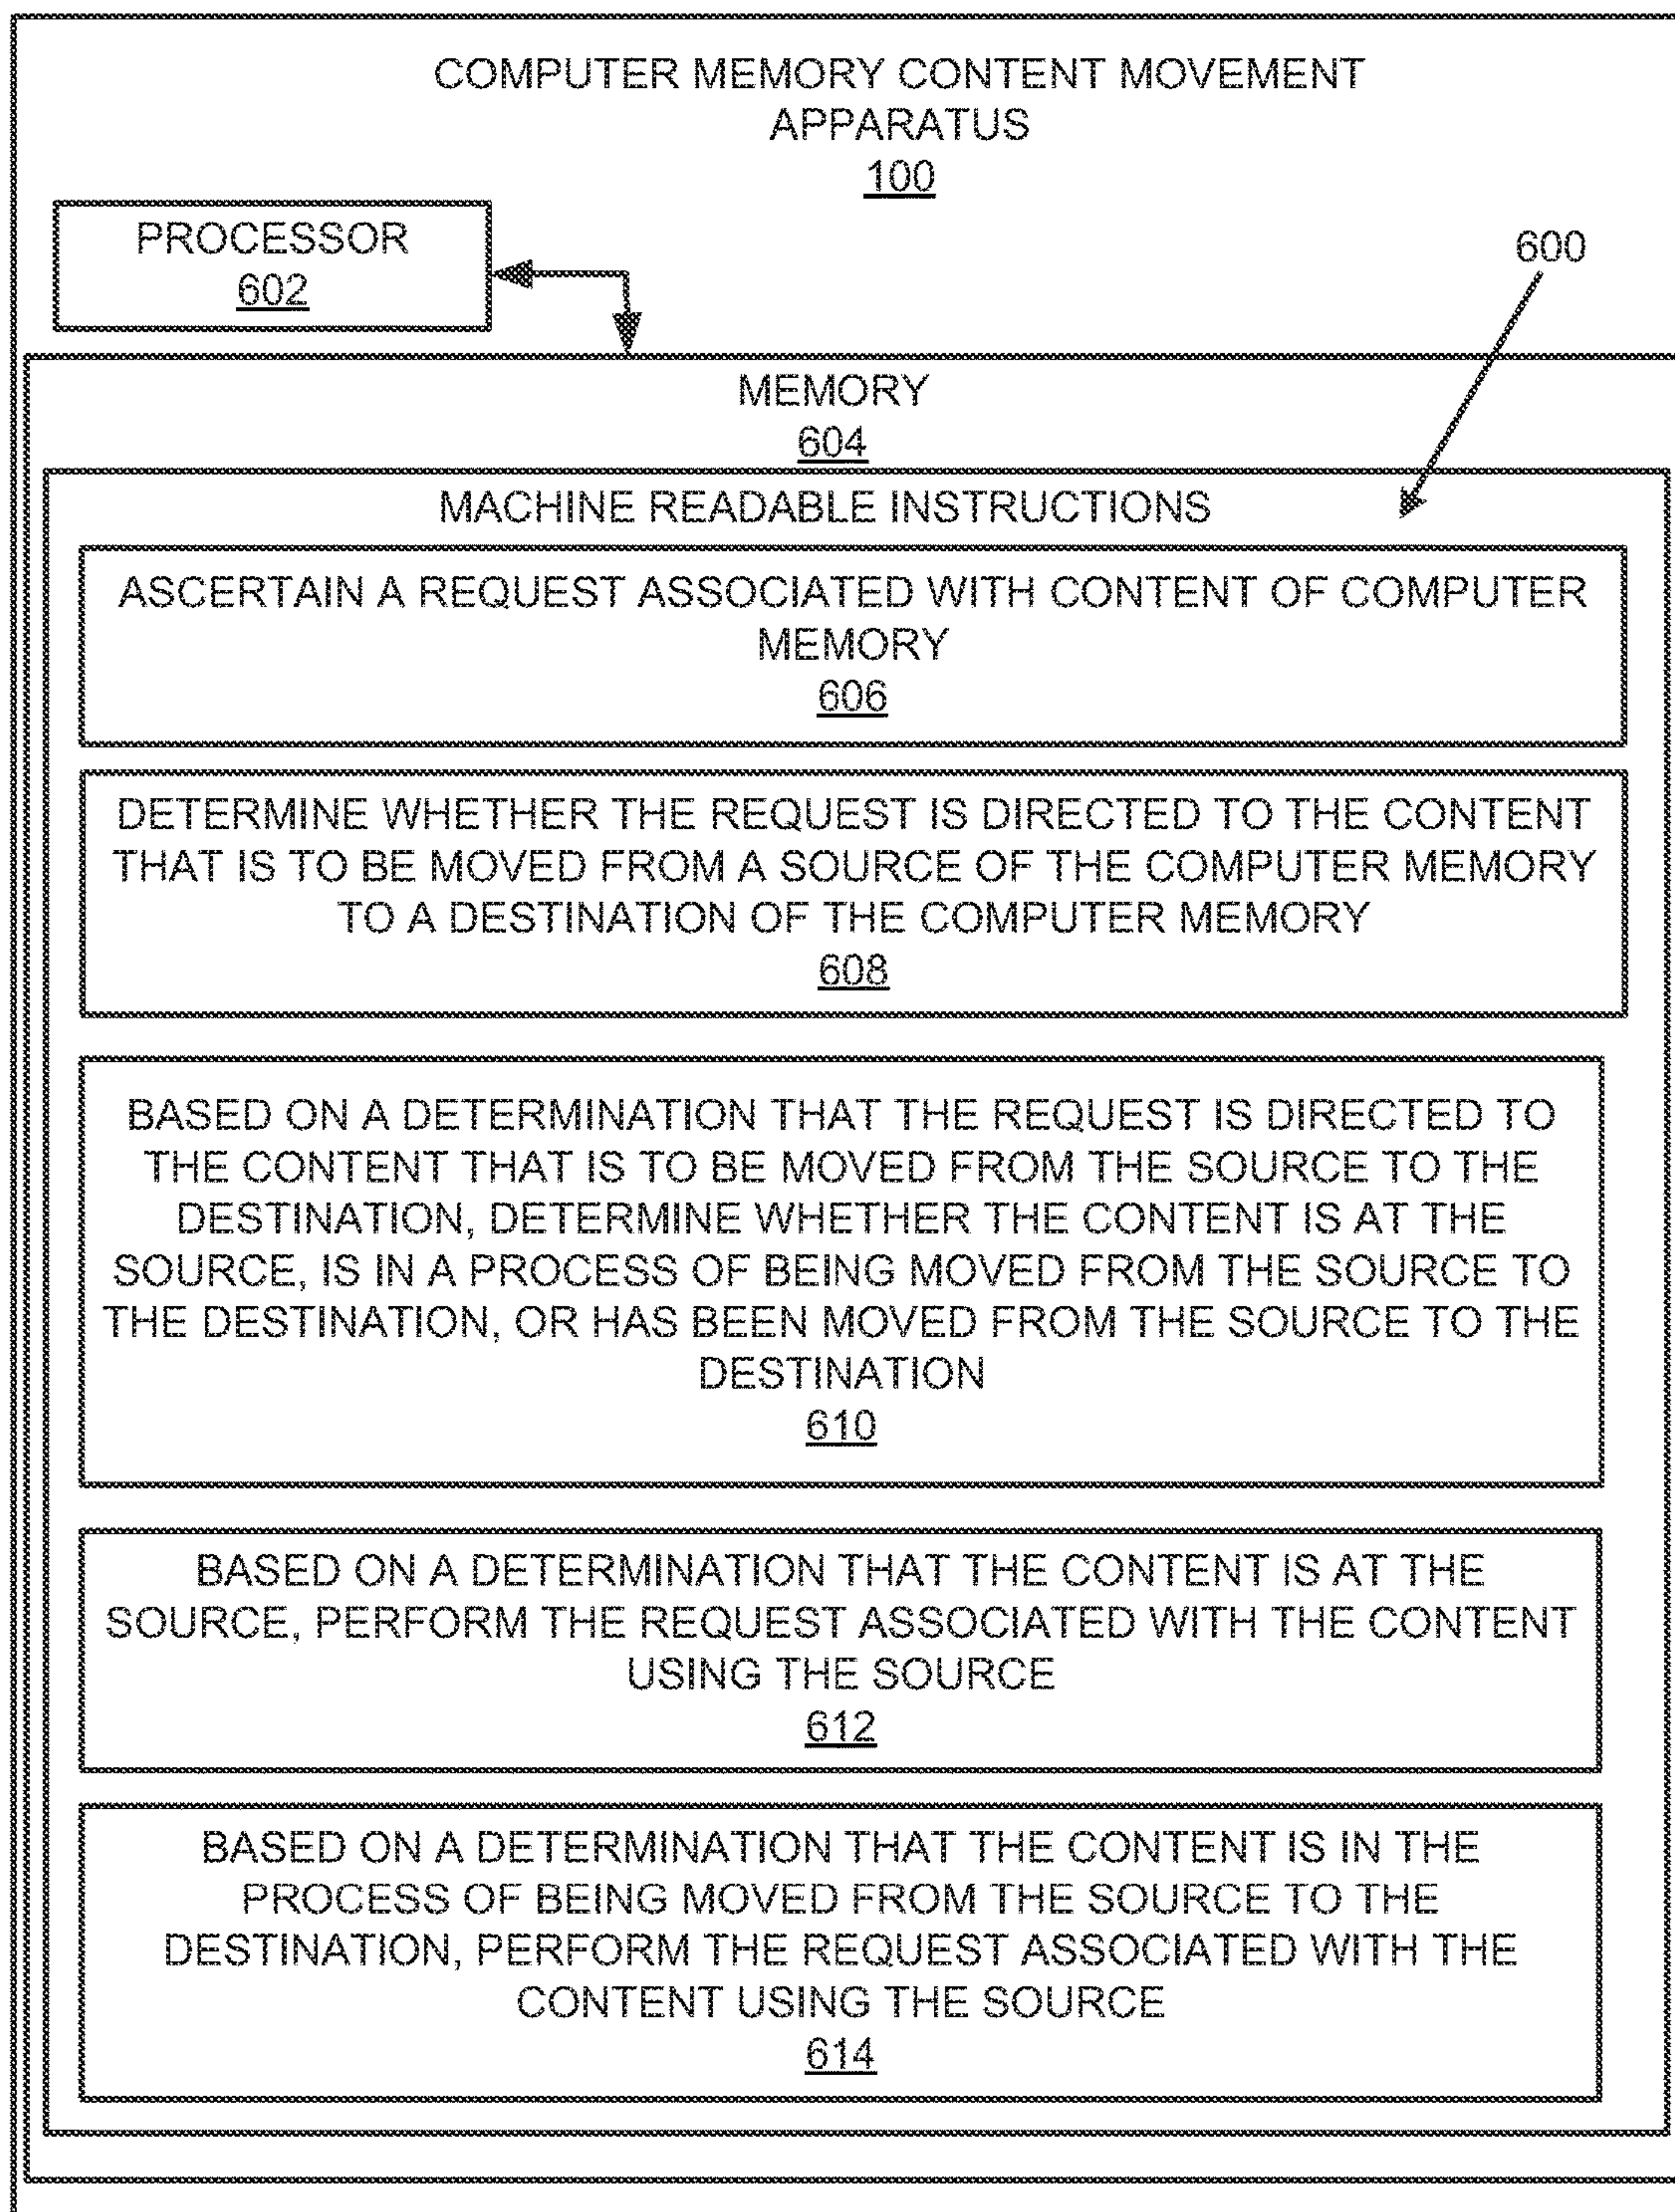 COMPUTER MEMORY CONTENT MOVEMENT
APPARATUS
100
PROCESSOR
602
600
MEMORY
604
MACHINE READABLE INSTRUCTIONS
ASCERTAIN A REQUEST ASSOCIATED WITH CONTENT OF COMPUTER
MEMORY
606
DETERMINE WHETHER THE REQUEST IS DIRECTED TO THE CONTENT
THAT IS TO BE MOVED FROM A SOURCE OF THE COMPUTER MEMORY
TO A DESTINATION OF THE COMPUTER MEMORY
608
BASED ON A DETERMINATION THAT THE REQUEST IS DIRECTED TO
THE CONTENT THAT IS TO BE MOVED FROM THE SOURCE TO THE
DESTINATION, DETERMINE WHETHER THE CONTENT IS AT THE
SOURCE, IS IN A PROCESS OF BEING MOVED FROM THE SOURCE TO
THE DESTINATION, OR HAS BEEN MOVED FROM THE SOURCE TO THE
DESTINATION
610
BASED ON A DETERMINATION THAT THE CONTENT IS AT THE
SOURCE, PERFORM THE REQUEST ASSOCIATED WITH THE CONTENT
USING THE SOURCE
612
BASED ON A DETERMINATION THAT THE CONTENT IS IN THE
PROCESS OF BEING MOVED FROM THE SOURCE TO THE
DESTINATION, PERFORM THE REQUEST ASSOCIATED WITH THE
CONTENT USING THE SOURCE
614